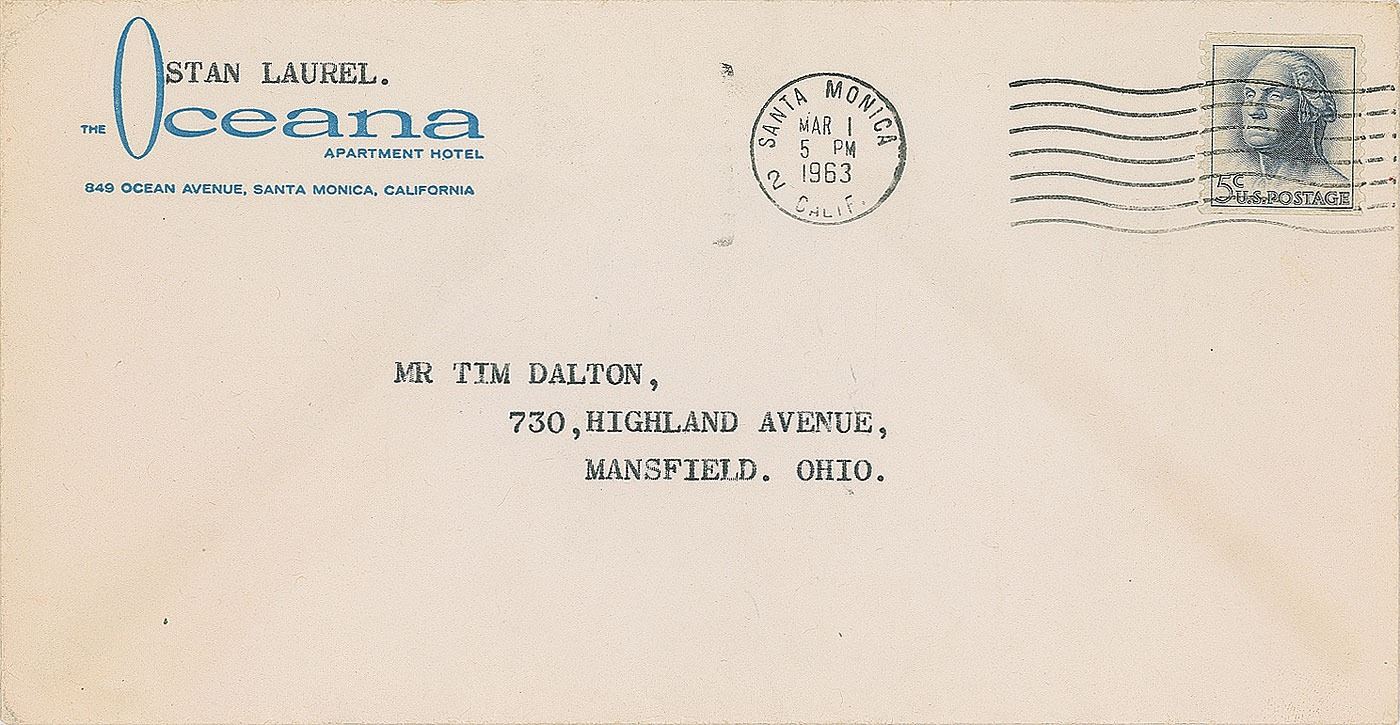 STAN LAUREL.
THE Oceana
APARTMENT HOTEL
849 OCEAN AVENUE, SANTA MONICA, CALIFORNIA
SANTA MONICA
MAR 1
5 PM
1963
2 CALIF.
5c
U.S. POSTAGE
MR TIM DALTON,
730,HIGHLAND AVENUE,
MANSFIELD. OHIO.